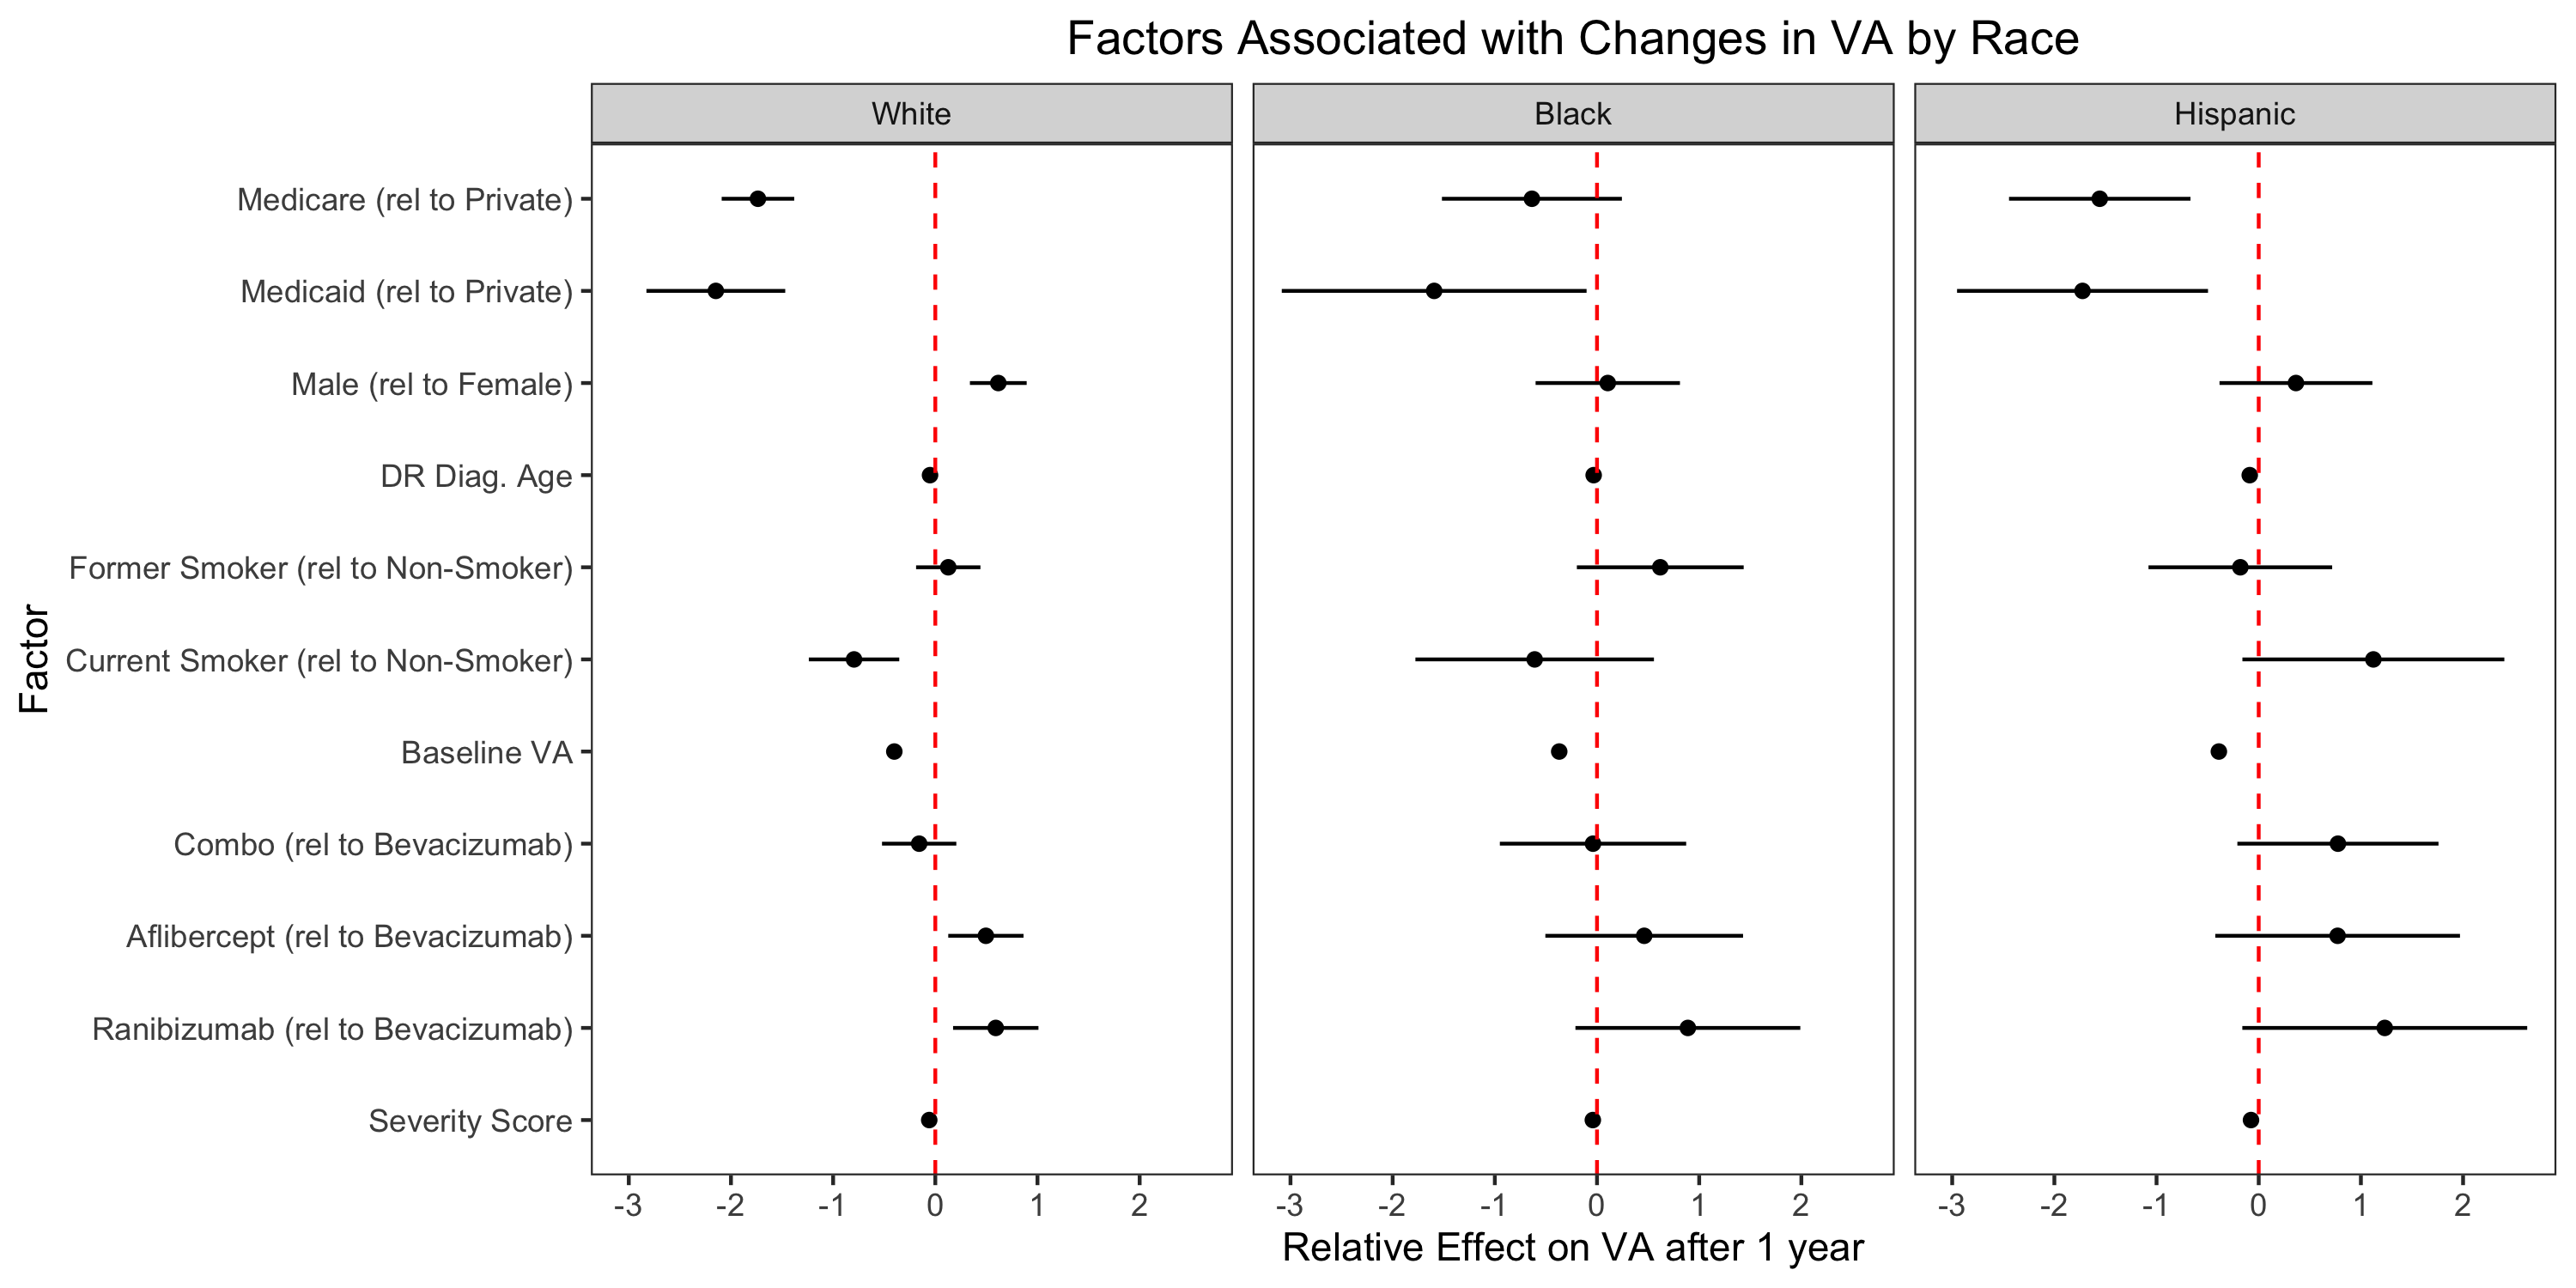 Factors Associated with Changes in VA by Race
White
Black
Hispanic
Factor
Medicare (rel to Private)
Medicaid (rel to Private)
Male (rel to Female)
DR Diag. Age
Former Smoker (rel to Non-Smoker)
Current Smoker (rel to Non-Smoker)
Baseline VA
Combo (rel to Bevacizumab)
Aflibercept (rel to Bevacizumab)
Ranibizumab (rel to Bevacizumab)
Severity Score
-3 -2 -1 0 1 2
-3 -2 -1 0 1 2
-3 -2 -1 0 1 2
Relative Effect on VA after 1 year